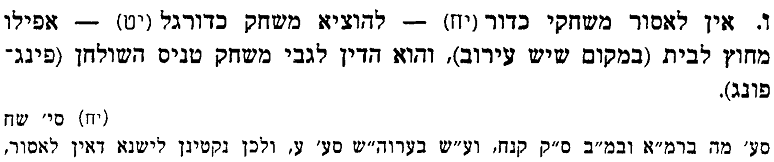 ו. אין לאסור משחקי כדור (יח) — להוציא משחק כדורגל (יט) — אפילו
מחוץ לבית (במקום שיש עירוב), והוא הדין לגבי משחק טניס השולחן (פינג־
פונג).
(יח) סי׳ שח
סע׳ מה ברמ״א ובמ״ב ס״ק קנח, וע״ש בערוה״ש סע׳ ע, ולכן נקטינן לישנא דאין לאסור,